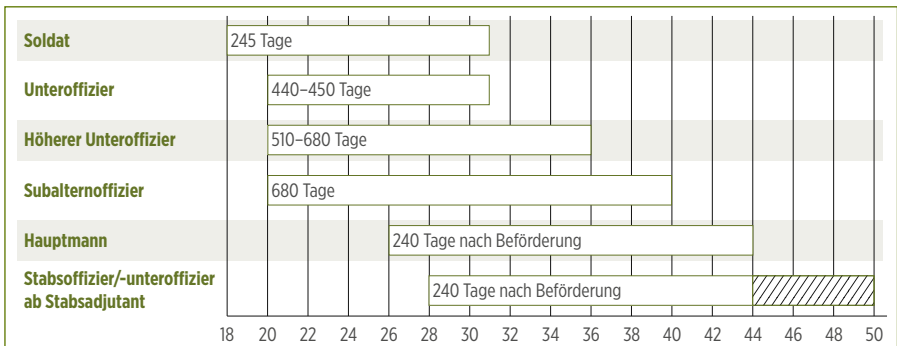 Soldat
245 Tage
Unteroffizier
440–450 Tage
Höherer Unteroffizier
510–680 Tage
Subalternoffizier
680 Tage
Hauptmann
240 Tage nach Beförderung
Stabsoffizier/-unteroffizier
ab Stabsadjutant
240 Tage nach Beförderung
18 20 22 24 26 28 30 32 34 36 38 40 42 44 46 48 50